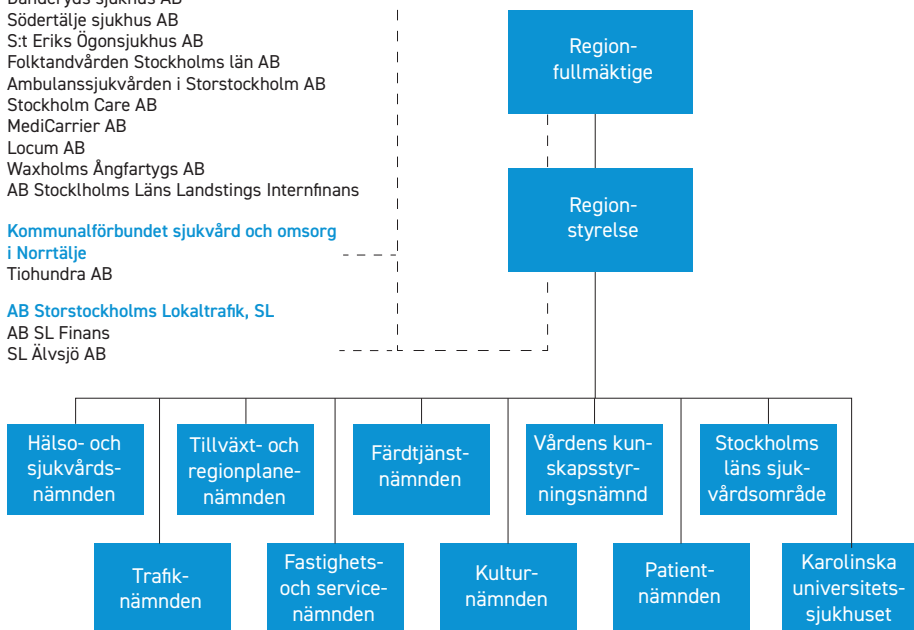 Danderyds sjukhus AB
Södertälje sjukhus AB
S:t Eriks Ögonsjukhus AB
Folktandvården Stockholms län AB
Ambulanssjukvården i Storstockholm AB
Stockholm Care AB
MediCarrier AB
Locum AB
Waxholms Ångfartygs AB
AB Stocklholms Läns Landstings Internfinans
Kommunalförbundet sjukvård och omsorg
i Norrtälje
Tiohundra AB
AB Storstockholms Lokaltrafik, SL
AB SL Finans
SL Älvsjö AB
Region-
fullmäktige
Region-
styrelse
Hälso- och
sjukvårds-
nämnden
Tillväxt- och
regionplane-
nämnden
Färdtjänst-
nämnden
Vårdens kun-
skapsstyr-
ningsnämnd
Stockholms
läns sjuk-
vårdsområde
Trafik-
nämnden
Fastighets-
och service-
nämnden
Kultur-
nämnden
Patient-
nämnden
Karolinska
universitets-
sjukhuset